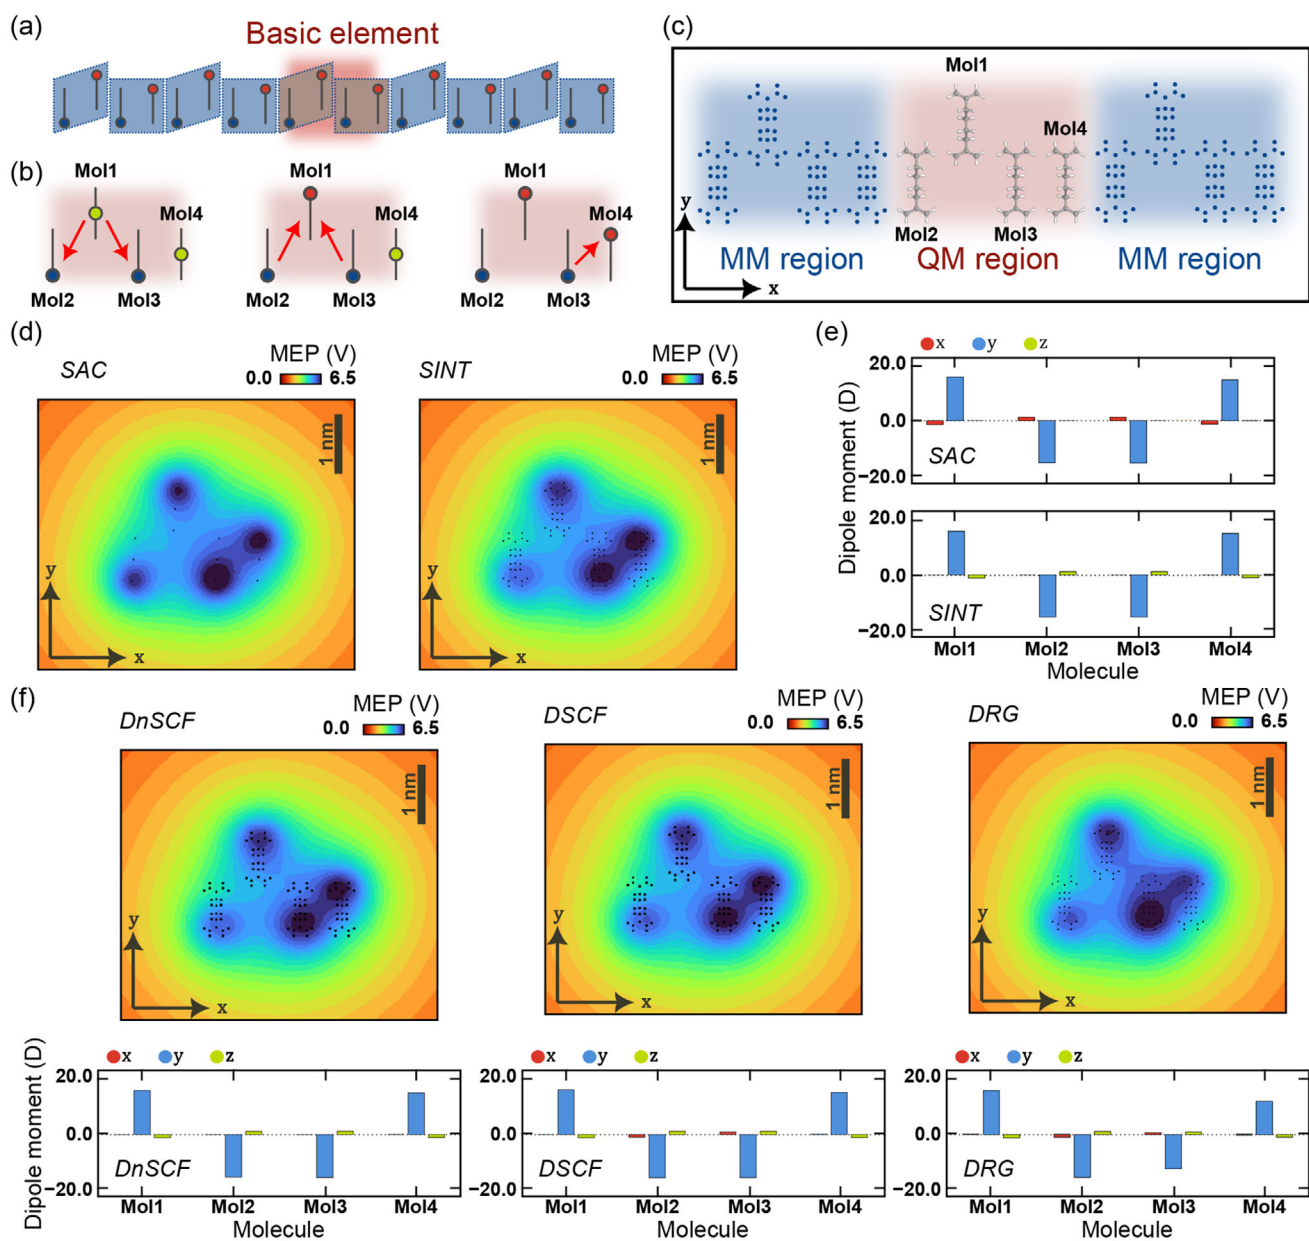 (a)
Basic element
(b)
Mol1
Mol4
Mol2
Mol3
Mol1
Mol4
Mol2
Mol3
Mol1
Mol4
Mol2
Mol3
(c)
Mol1
Mol4
y
Mol2
Mol3
MM region
QM region
MM region
x
(d)
SAC
MEP (V)
0.0
6.5
1 nm
y
x
SINT
MEP (V)
0.0
6.5
1 nm
y
x
(e)
x
y
z
Dipole moment (D)
20.0
0.0
−20.0
SAC
20.0
0.0
−20.0
SINT
Mol1
Mol2
Mol3
Mol4
Molecule
(f)
DnSCF
MEP (V)
0.0
6.5
1 nm
y
x
DSCF
MEP (V)
0.0
6.5
1 nm
y
x
DRG
MEP (V)
0.0
6.5
1 nm
y
x
Dipole moment (D)
x
y
z
20.0
0.0
−20.0
DnSCF
Mol1
Mol2
Mol3
Mol4
Molecule
x
y
z
20.0
0.0
−20.0
DSCF
Mol1
Mol2
Mol3
Mol4
Molecule
x
y
z
20.0
0.0
−20.0
DRG
Mol1
Mol2
Mol3
Mol4
Molecule